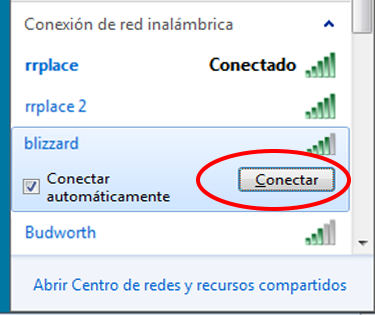 Conexión de red inalámbrica
rrplace Conectado
rrplace 2
blizzard
Conectar automáticamente
Conectar
Budworth
Abrir Centro de redes y recursos compartidos